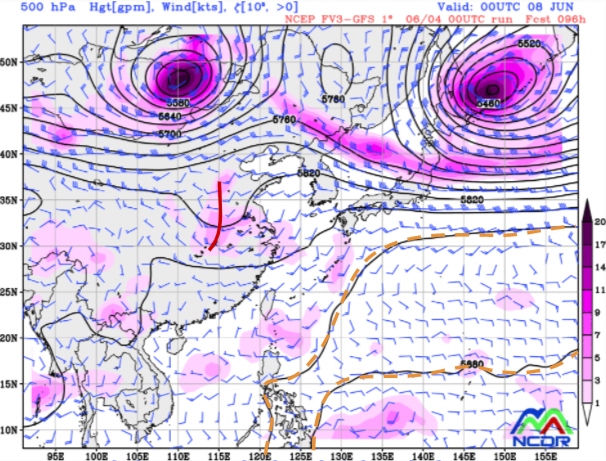 500 hPa Hgt[gpm], Wind[kts], ζ[10⁵, >0] Valid: 00UTC 08 JUN
NCEP FV3-GFS 1° 06/04 00UTC run Fcst 096h
5520
50N
5760
5580
5460
45N
5640
5760
5700
40N
5820
35N
5820
30N
25N
20N
5880
15N
10N
20
17
14
11
9
7
5
3
1
NCDR
95E 100E 105E 110E 115E 120E 125E 130E 135E 140E 145E 150E 155E